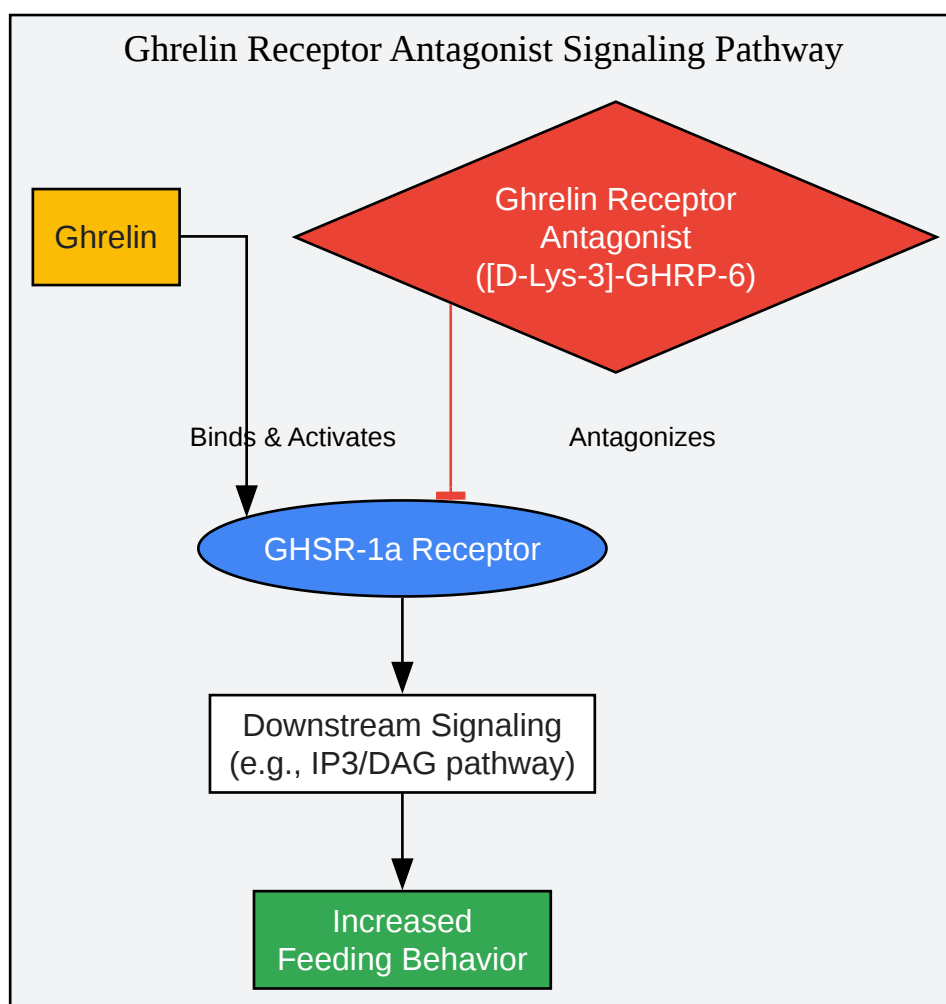 Ghrelin Receptor Antagonist Signaling Pathway
Ghrelin
Ghrelin Receptor
Antagonist
([D-Lys-3]-GHRP-6)
Binds & Activates
Antagonizes
GHSR-1a Receptor
Downstream Signaling
(e.g., IP3/DAG pathway)
Increased
Feeding Behavior